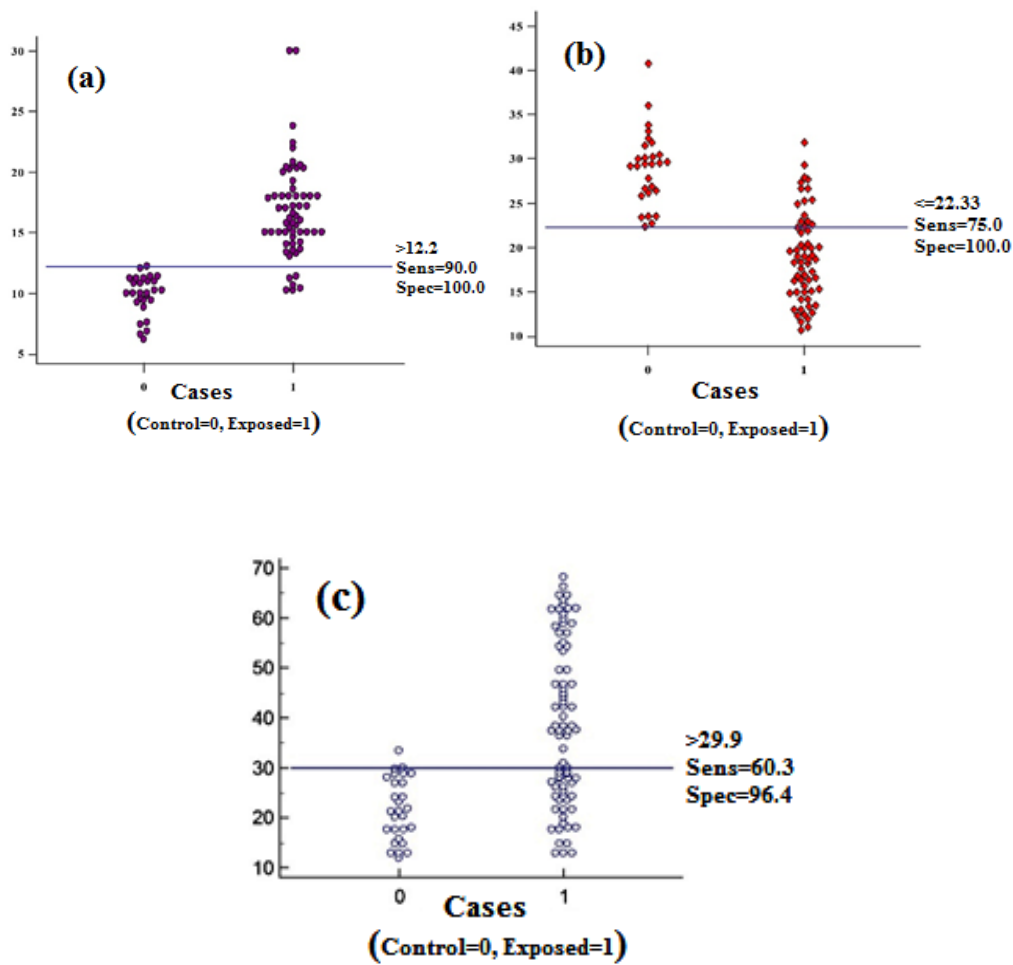 (a)
30
25
20
15
10
5
>12.2
Sens=90.0
Spec=100.0
0 1
Cases
(Control=0, Exposed=1)
(b)
45
40
35
30
25
20
15
10
<=22.33
Sens=75.0
Spec=100.0
0 1
Cases
(Control=0, Exposed=1)
(c)
70
60
50
40
30
20
10
>29.9
Sens=60.3
Spec=96.4
0 1
Cases
(Control=0, Exposed=1)